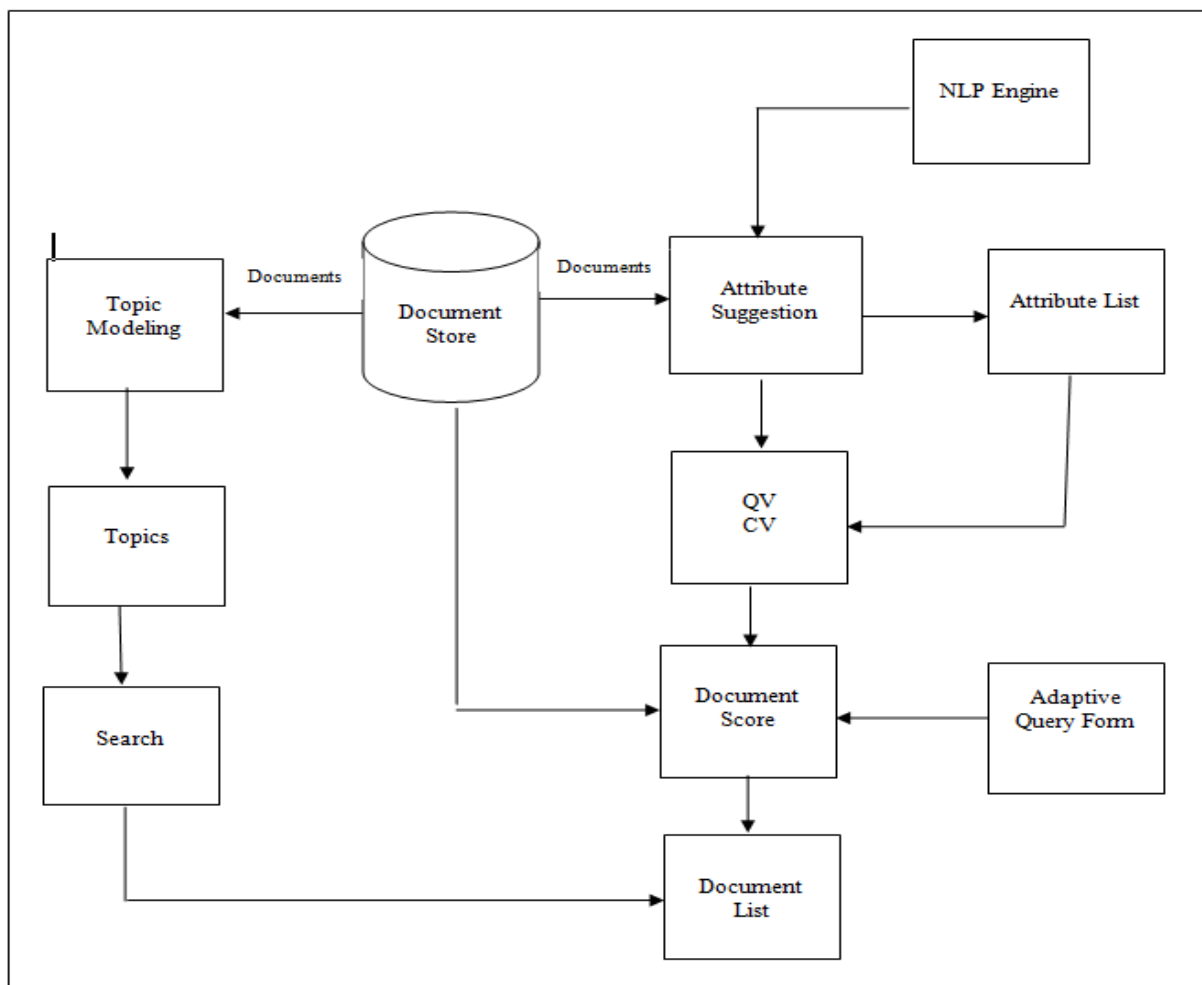 NLP Engine
Documents
Documents
Topic
Modeling
Document
Store
Attribute
Suggestion
Attribute List
QV
CV
Topics
Search
Document
Score
Adaptive
Query Form
Document
List